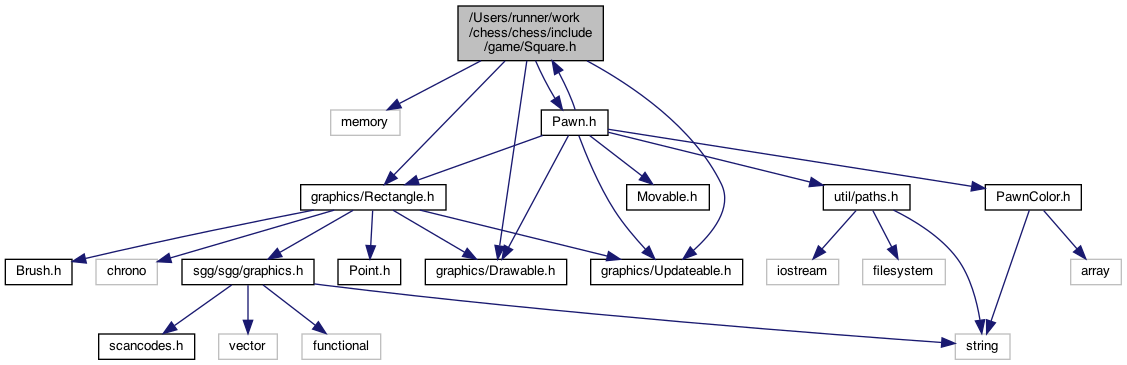 /Users/runner/work
/chess/chess/include
/game/Square.h
memory
Pawn.h
graphics/Rectangle.h
Movable.h
util/paths.h
PawnColor.h
Brush.h
chrono
sgg/sgg/graphics.h
Point.h
graphics/Drawable.h
graphics/Updateable.h
iostream
filesystem
array
scancodes.h
vector
functional
string